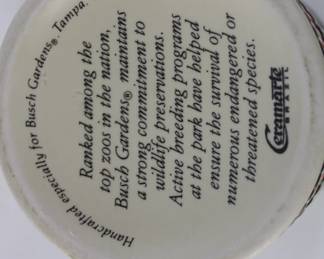 Handcrafted especially for Busch Gardens®, Tampa.
Ranked among the
top zoos in the nation,
Busch Gardens® maintains
a strong commitment to
wildlife preservations.
Active breeding programs
at the park have helped
ensure the survival of
numerous endangered or
threatened species.
Ceramarte
BRAZIL